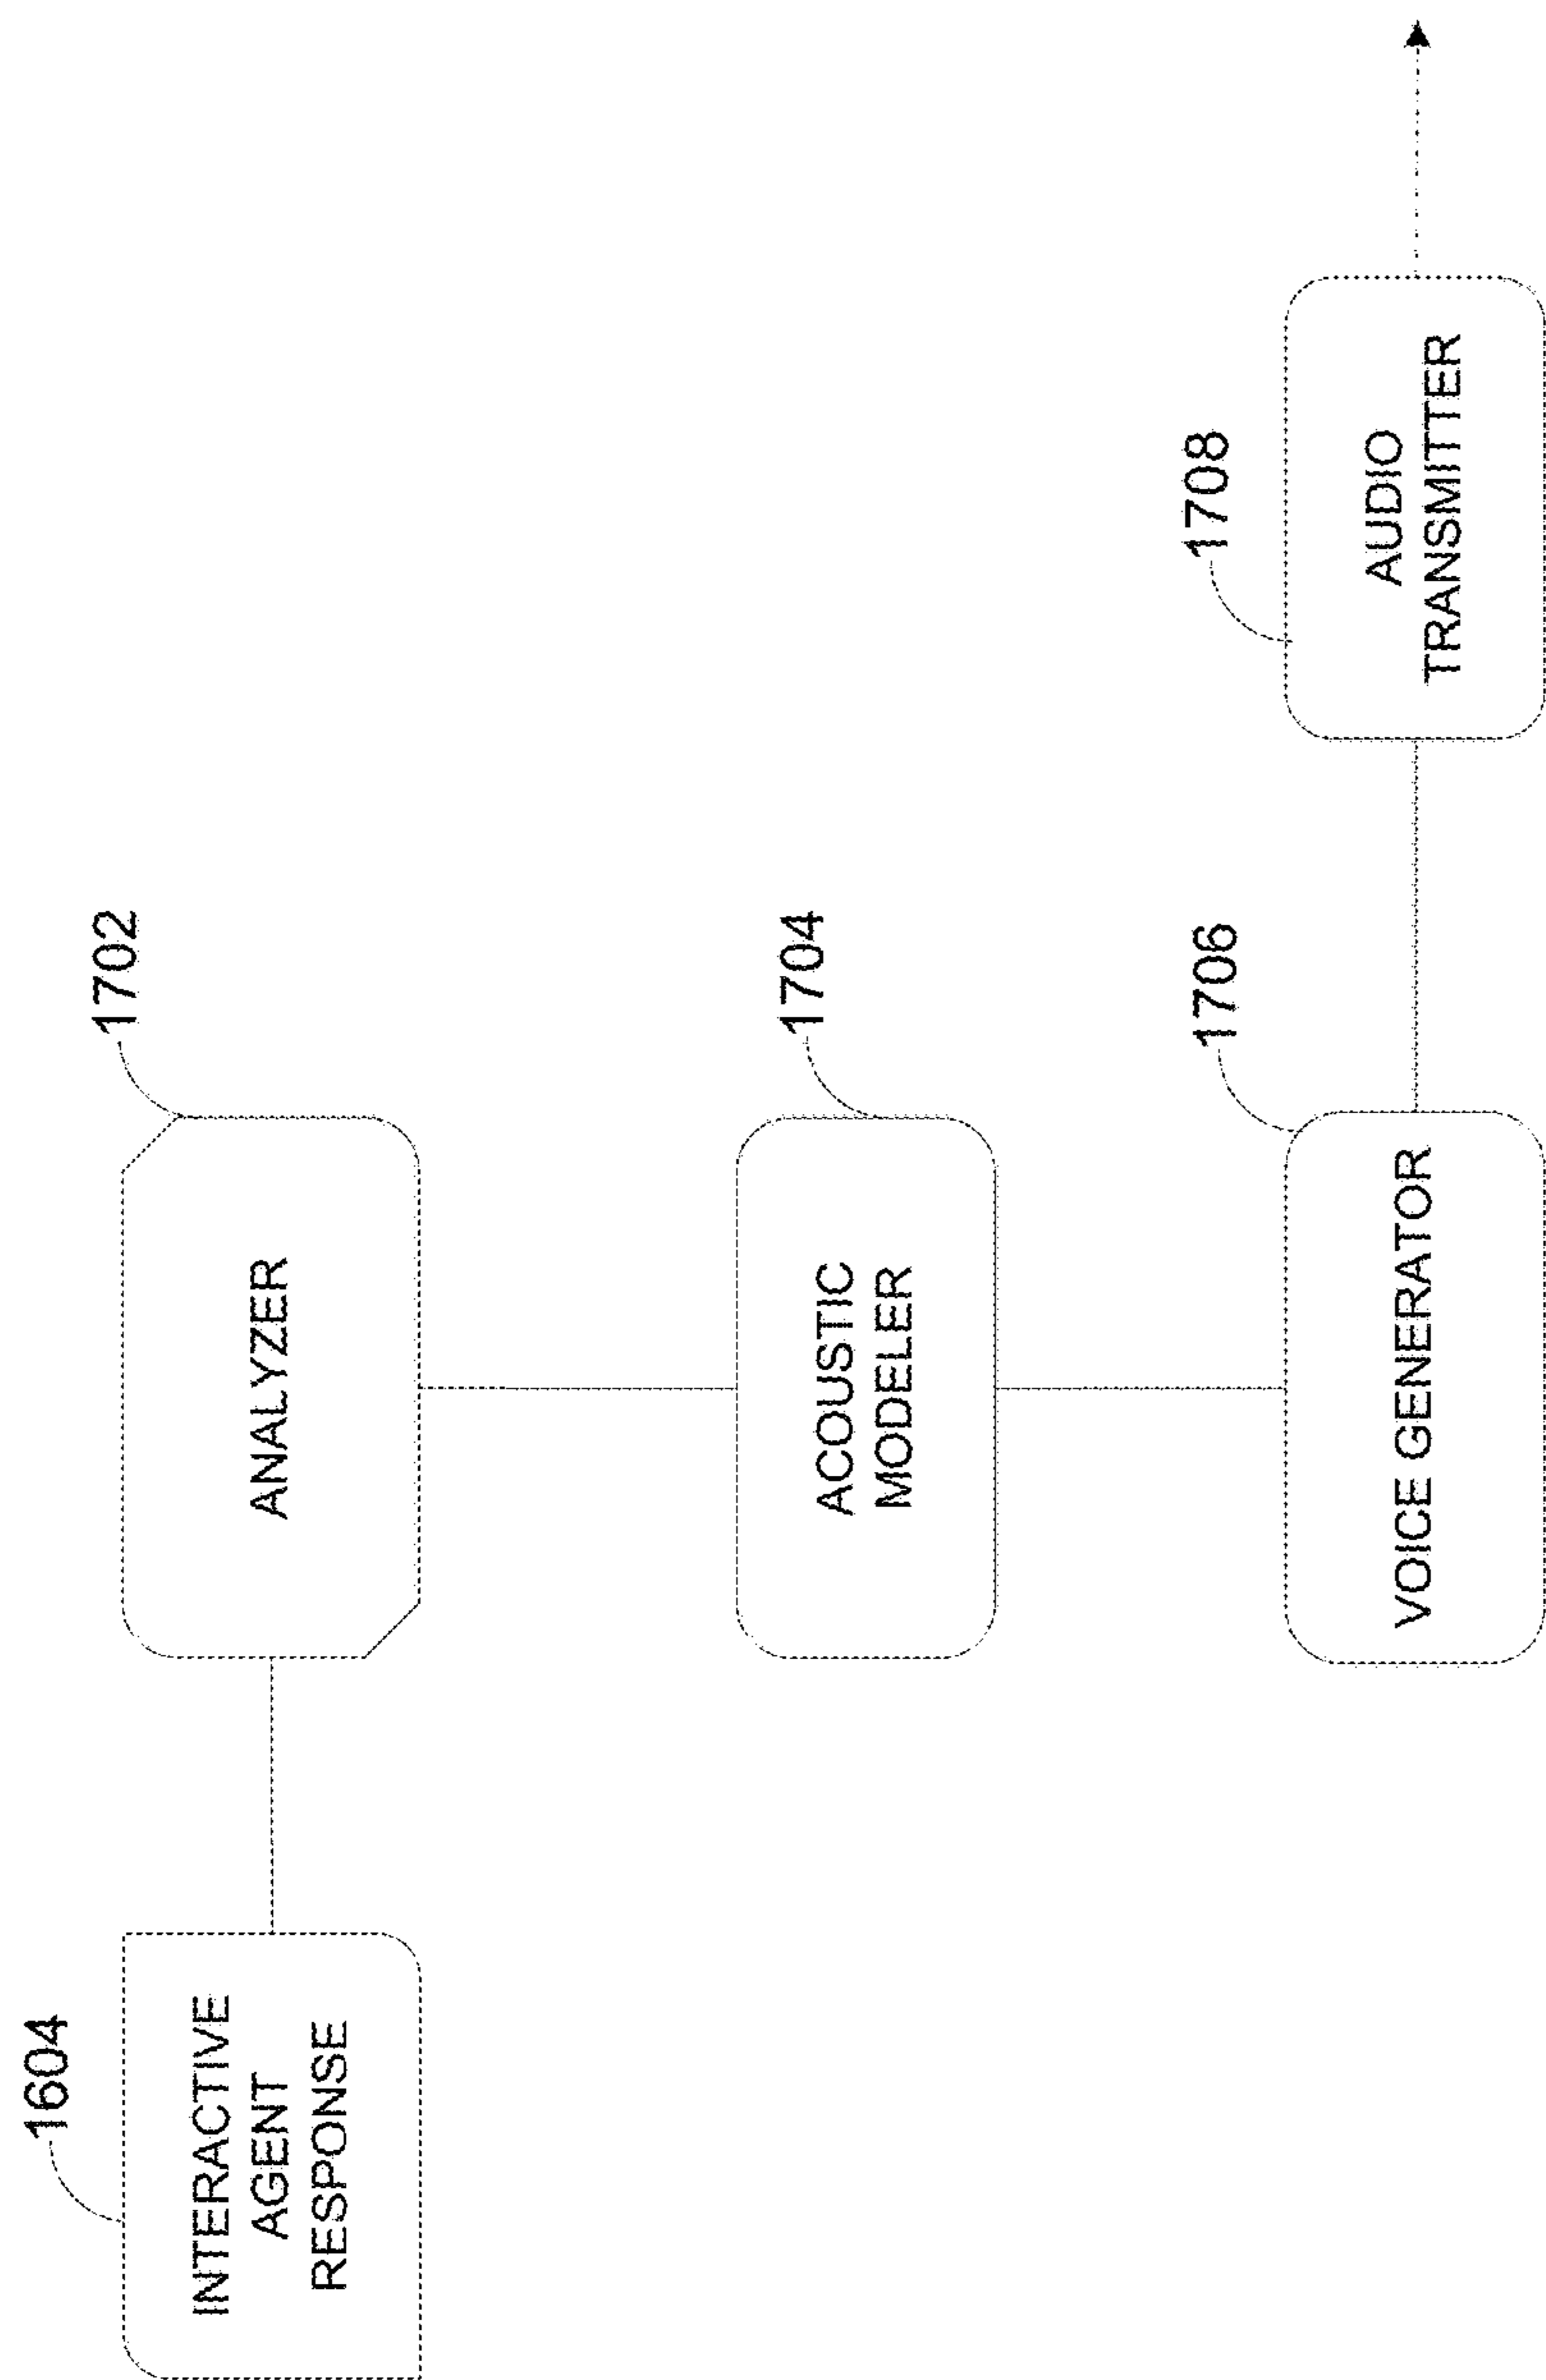 1604
INTERACTIVE
AGENT
RESPONSE
1702
ANALYZER
1704
ACOUSTIC
MODELER
1706
VOICE GENERATOR
1708
AUDIO
TRANSMITTER